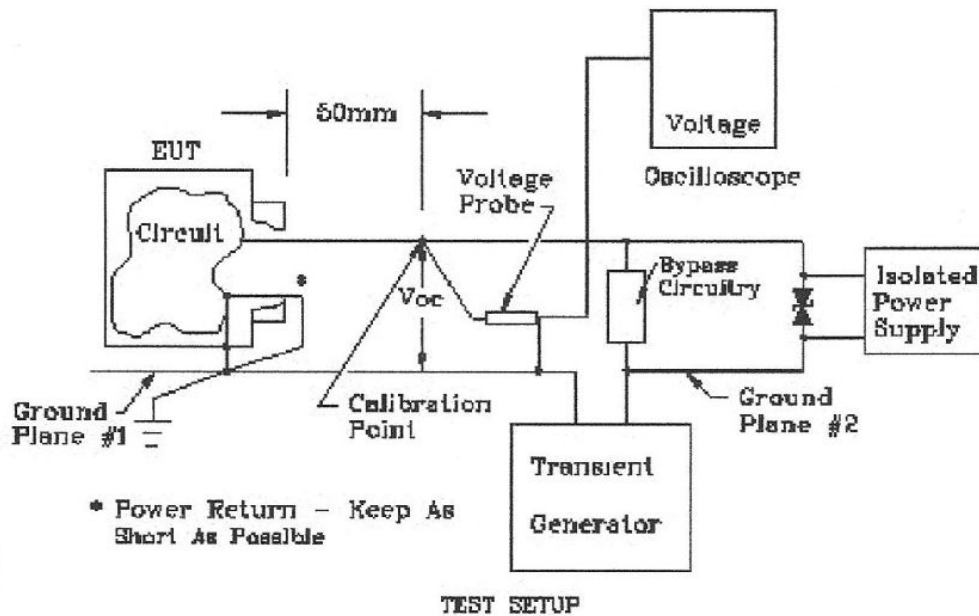 50mm
EUT
Voltage
Oscilloscope
Voltage
Probe
Circuit
*
Voc
Bypass
Circuitry
Isolated
Power
Supply
Ground
Plane #1
Calibration
Point
Ground
Plane #2
Transient
Generator
* Power Return - Keep As
Short As Possible
TEST SETUP